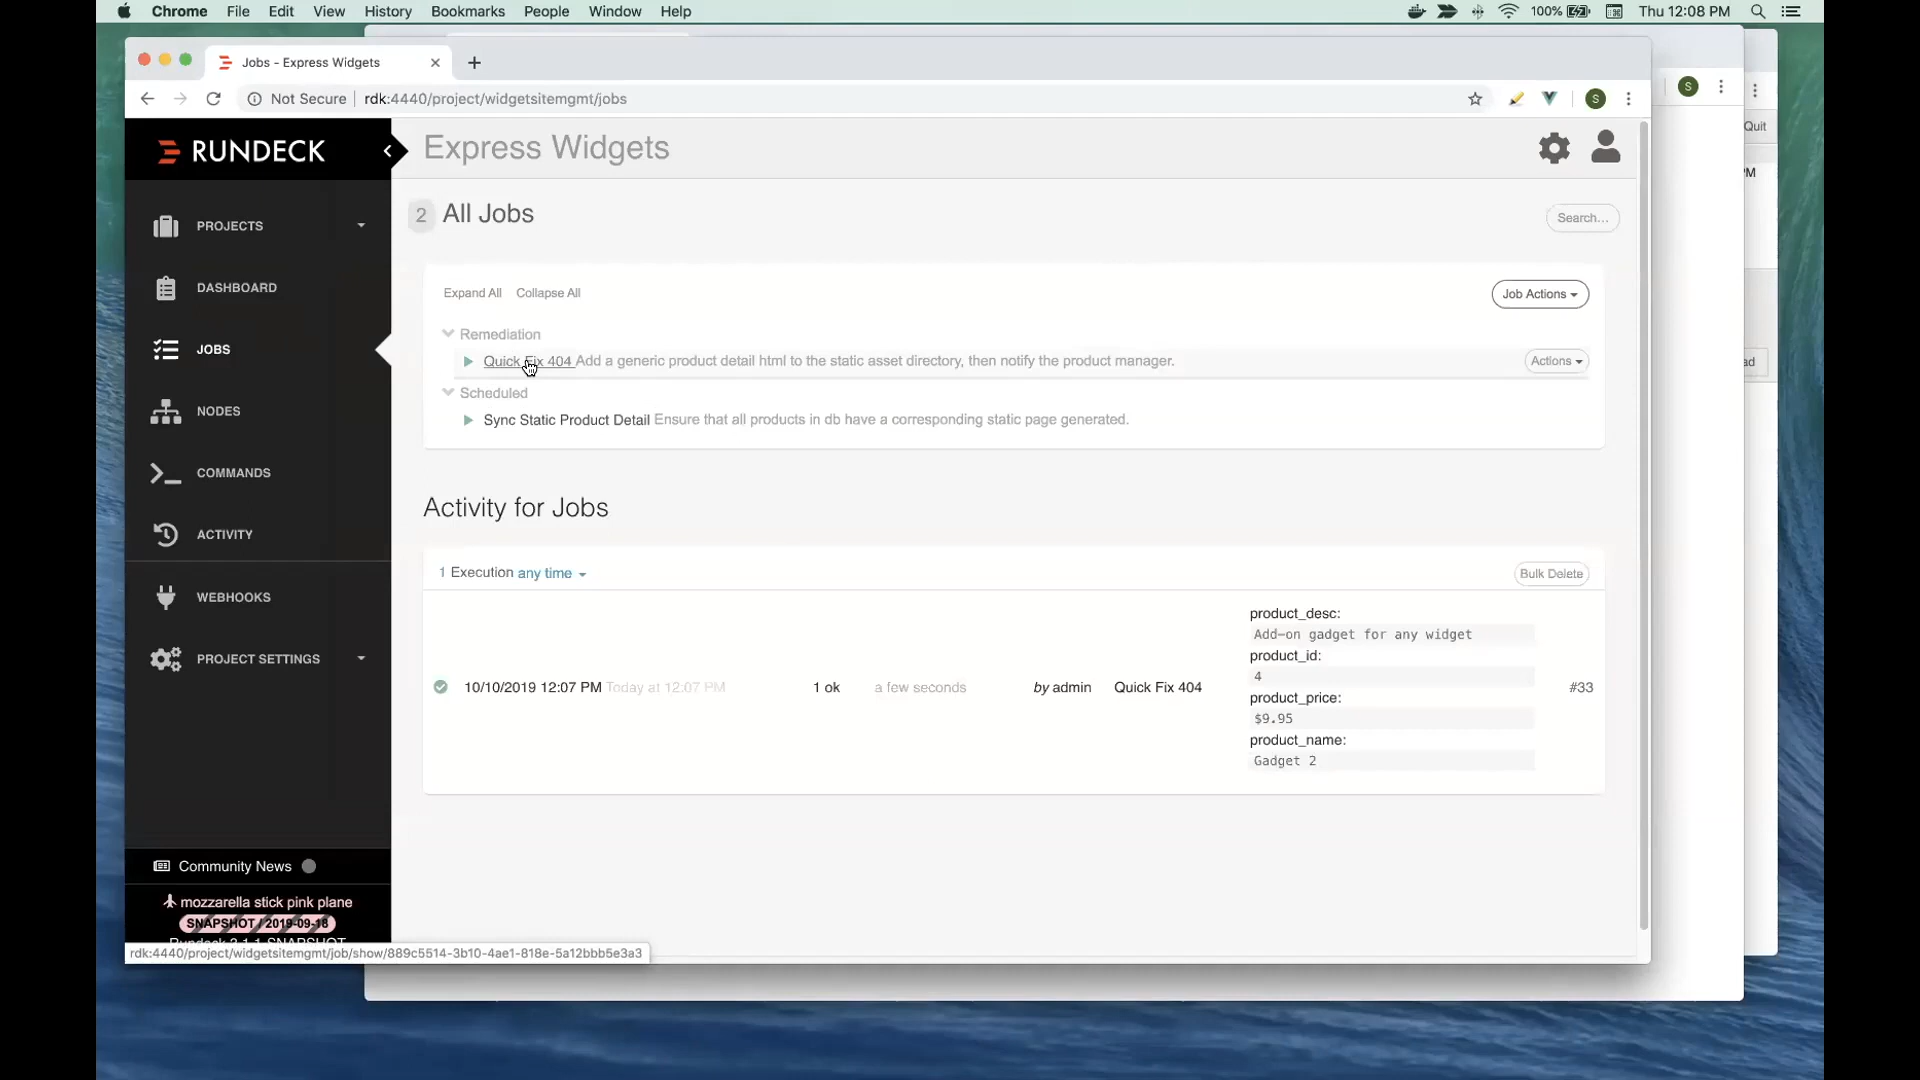 Chrome File Edit View History Bookmarks People Window Help 100% Thu 12:08 PM
Jobs - Express Widgets
Not Secure rdk:4440/project/widgetsitemgmt/jobs S
S
Quit
RUNDECK
Express Widgets
PM
PROJECTS
DASHBOARD
JOBS
NODES
COMMANDS
ACTIVITY
WEBHOOKS
PROJECT SETTINGS
2 All Jobs
Search...
Expand All Collapse All
Job Actions
Remediation
Quick Fix 404 Add a generic product detail html to the static asset directory, then notify the product manager.
Actions
ad
Scheduled
Sync Static Product Detail Ensure that all products in db have a corresponding static page generated.
Activity for Jobs
1 Execution any time
Bulk Delete
10/10/2019 12:07 PM Today at 12:07 PM
1 ok
a few seconds
by admin
Quick Fix 404
product_desc:
Add-on gadget for any widget
product_id:
4
product_price:
$9.95
product_name:
Gadget 2
#33
Community News
mozzarella stick pink plane
SNAPSHOT / 2019-09-18
rdk:4440/project/widgetsitemgmt/job/show/889c5514-3b10-4ae1-818e-5a12bbb5e3a3